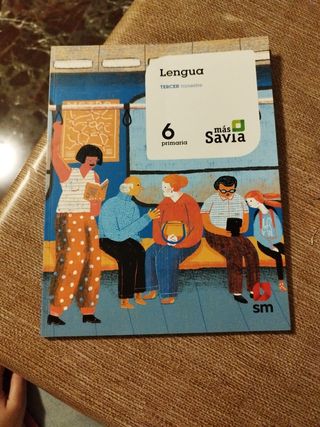 Lengua
TERCER trimestre
6
primaria
más
Savia
sm